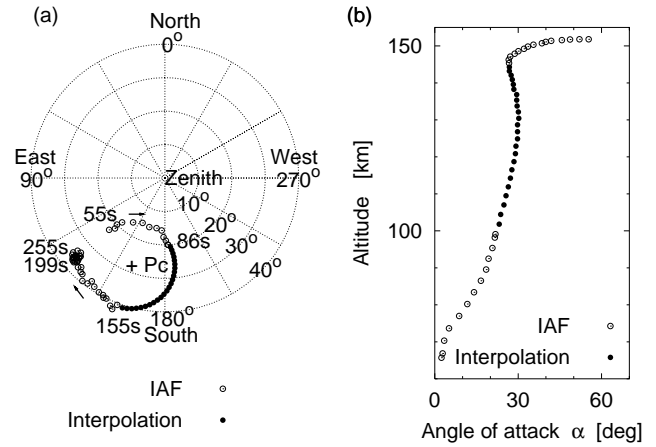 (a)
North
0°
East
90°
West
270°
Zenith
10°
20°
30°
40°
55s
86s
255s
199s
+ Pc
155s
180°
South
IAF
Interpolation
(b)
150
100
Altitude [km]
IAF
Interpolation
0 30 60
Angle of attack α [deg]